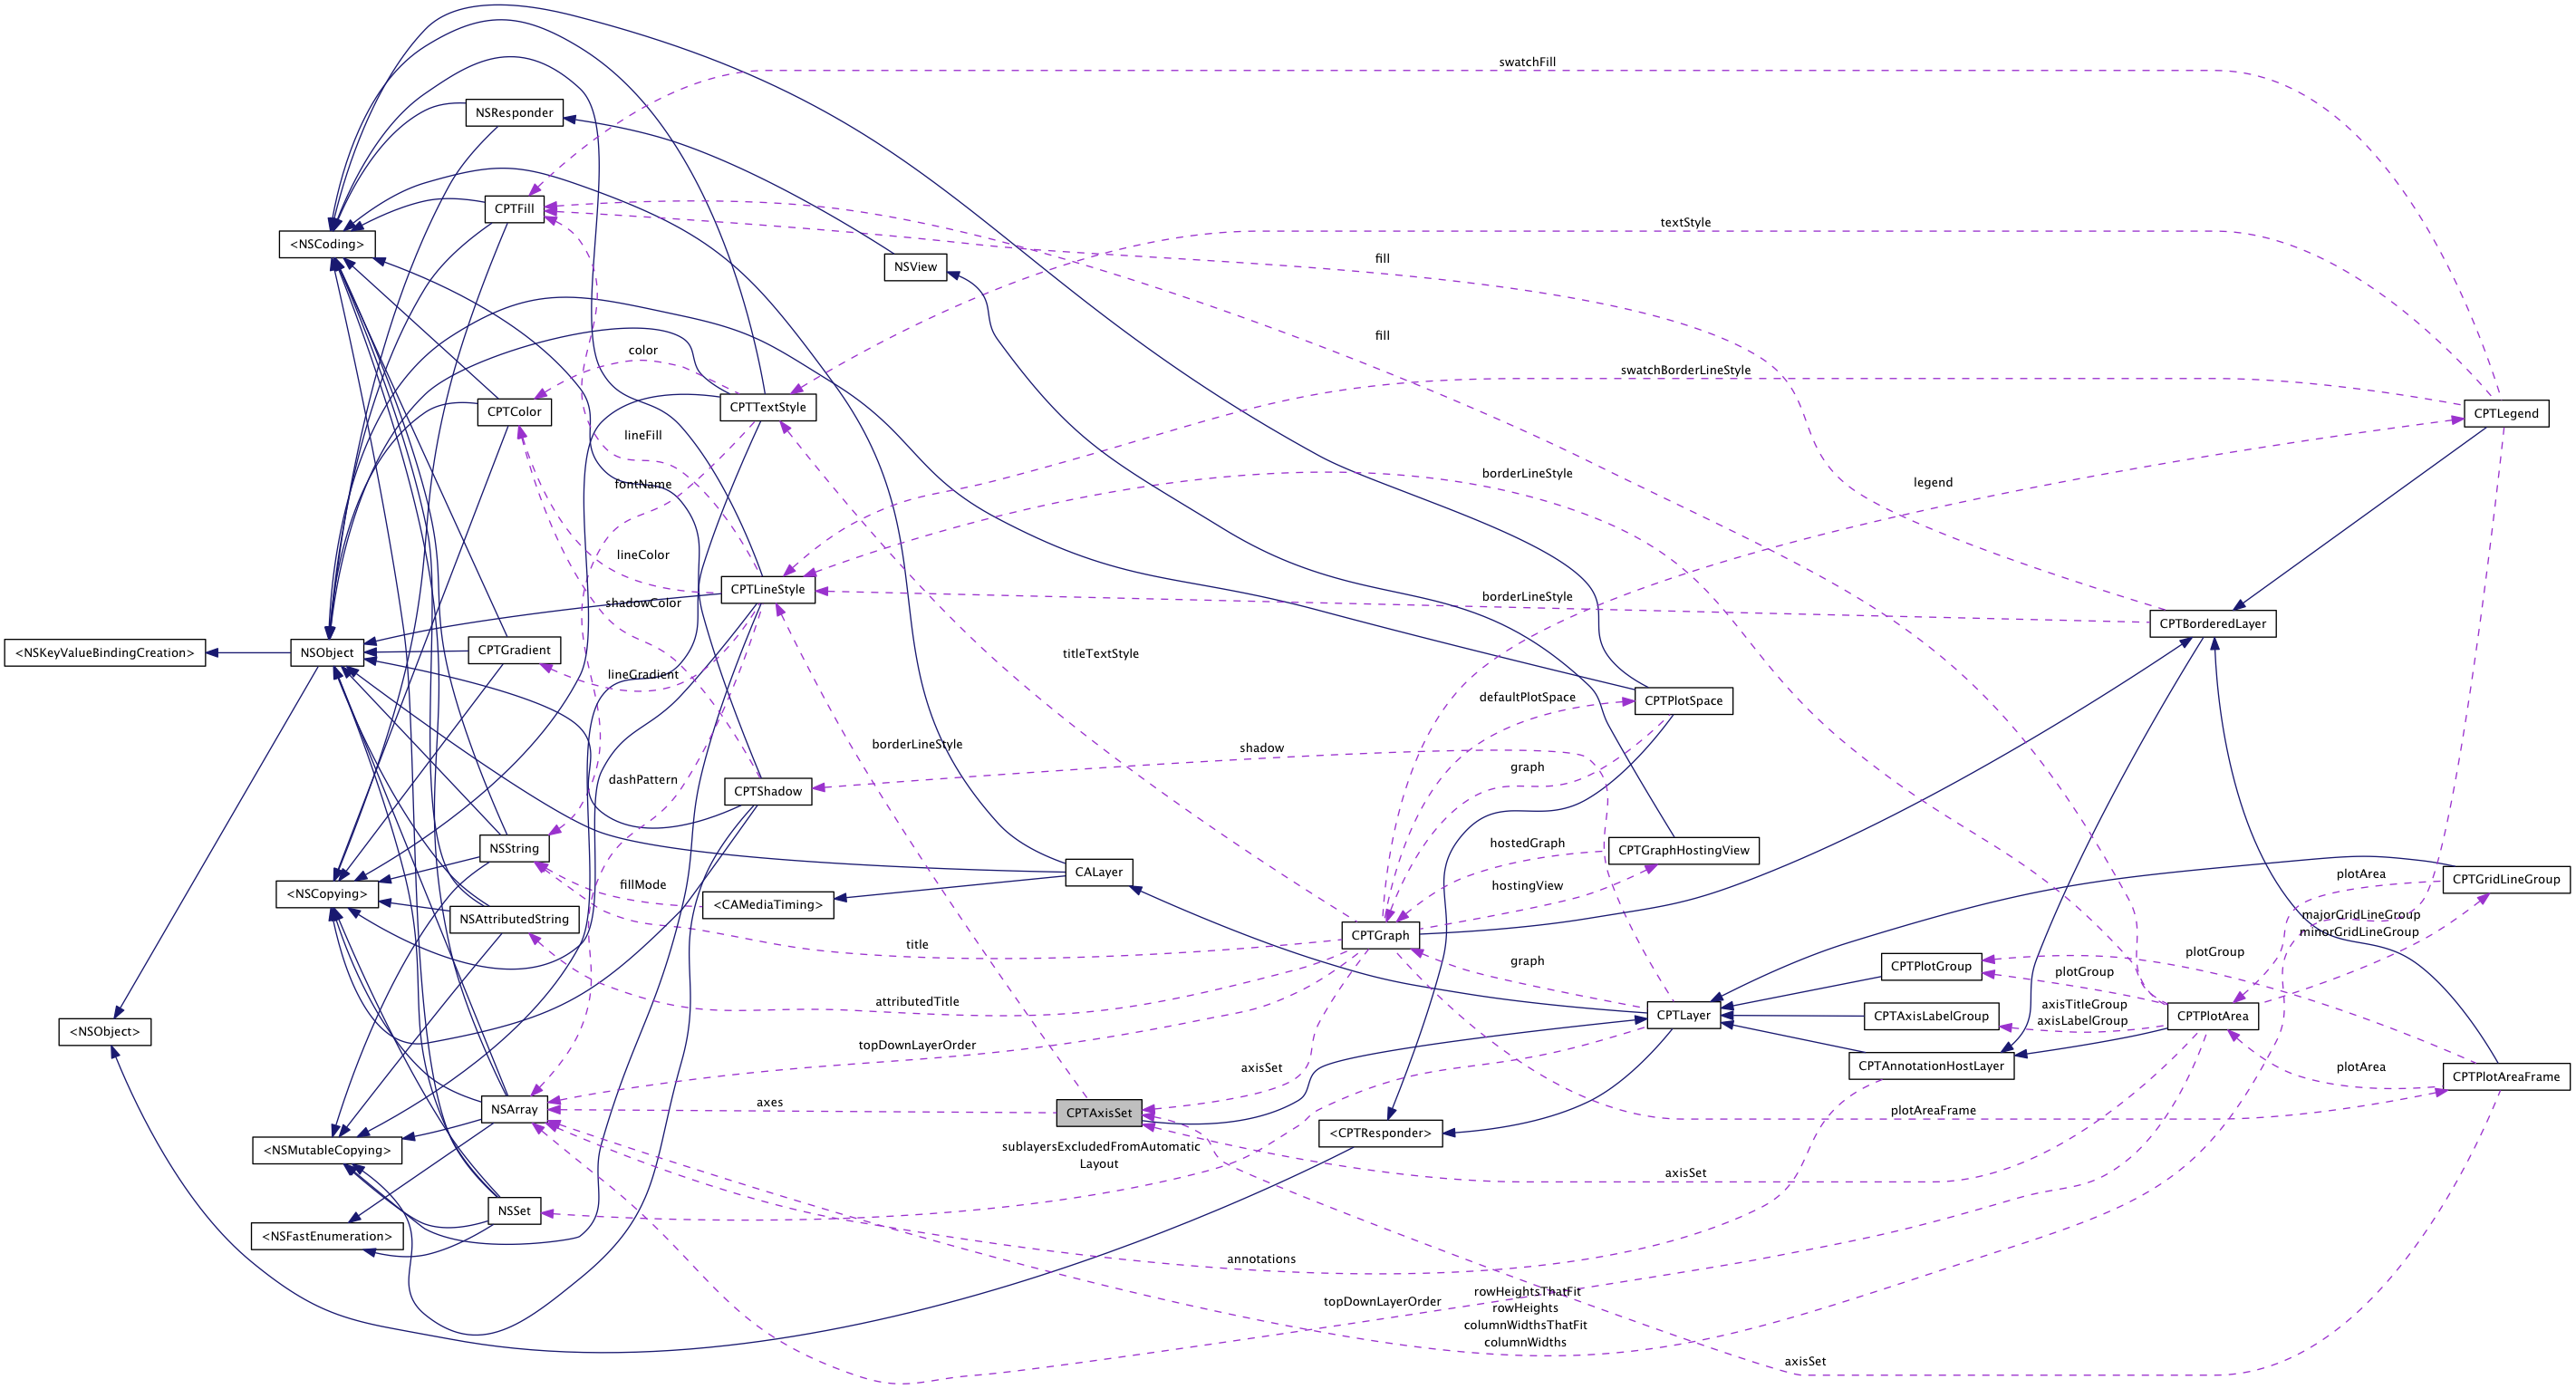 swatchFill
NSResponder
CPTFill
textStyle
<NSCoding>
fill
NSView
fill
color
swatchBorderLineStyle
CPTColor
CPTTextStyle
CPTLegend
lineFill
borderLineStyle
fontName
legend
lineColor
CPTLineStyle
shadowColor
borderLineStyle
CPTBorderedLayer
<NSKeyValueBindingCreation>
NSObject
CPTGradient
titleTextStyle
lineGradient
defaultPlotSpace
CPTPlotSpace
borderLineStyle
shadow
graph
dashPattern
CPTShadow
hostedGraph
NSString
CPTGraphHostingView
CALayer
plotArea
CPTGridLineGroup
fillMode
hostingView
<NSCopying>
<CAMediaTiming>
NSAttributedString
majorGridLineGroup
minorGridLineGroup
CPTGraph
title
plotGroup
graph
CPTPlotGroup
plotGroup
attributedTitle
axisTitleGroup
axisLabelGroup
CPTLayer
CPTAxisLabelGroup
CPTPlotArea
<NSObject>
topDownLayerOrder
axisSet
CPTAnnotationHostLayer
plotArea
CPTPlotAreaFrame
axes
NSArray
CPTAxisSet
plotAreaFrame
<CPTResponder>
<NSMutableCopying>
sublayersExcludedFromAutomatic
Layout
axisSet
NSSet
<NSFastEnumeration>
annotations
topDownLayerOrder
rowHeightsThatFit
rowHeights
columnWidthsThatFit
columnWidths
axisSet